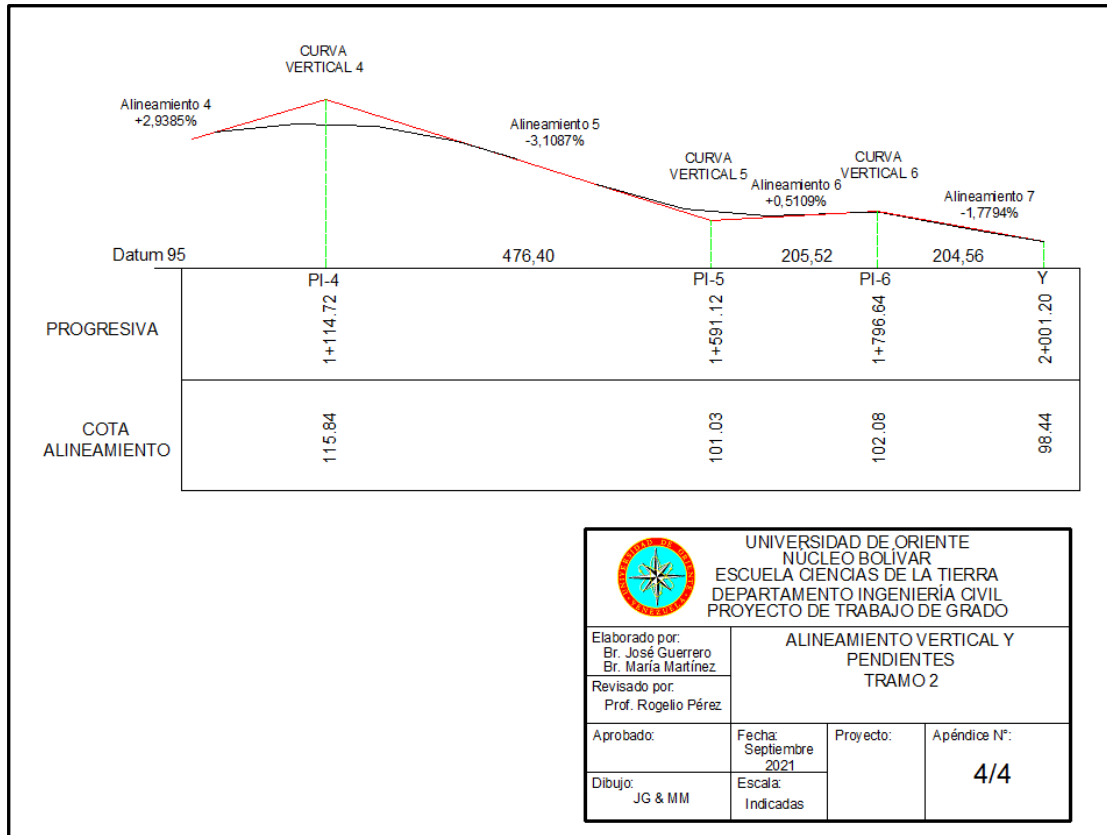 CURVA
VERTICAL 4
Alineamiento 4
+2,9385%
Alineamiento 5
-3,1087%
CURVA
VERTICAL 5
CURVA
VERTICAL 6
Alineamiento 6
+0,5109%
Alineamiento 7
-1,7794%
Datum 95
476,40
205,52
204,56
PI-4
PI-5
PI-6
Y
PROGRESIVA
1+114.72
1+591.12
1+796.64
2+001.20
COTA
ALINEAMIENTO
115.84
101.03
102.08
98.44
UNIVERSIDAD DE ORIENTE
VENEZUELA
UNIVERSIDAD DE ORIENTE
NÚCLEO BOLÍVAR
ESCUELA CIENCIAS DE LA TIERRA
DEPARTAMENTO INGENIERÍA CIVIL
PROYECTO DE TRABAJO DE GRADO
Elaborado por:
Br. José Guerrero
Br. María Martínez
Revisado por:
Prof. Rogelio Pérez
ALINEAMIENTO VERTICAL Y
PENDIENTES
TRAMO 2
Aprobado:
Fecha:
Septiembre
2021
Proyecto:
Apéndice N°:
4/4
Dibujo:
JG & MM
Escala:
Indicadas